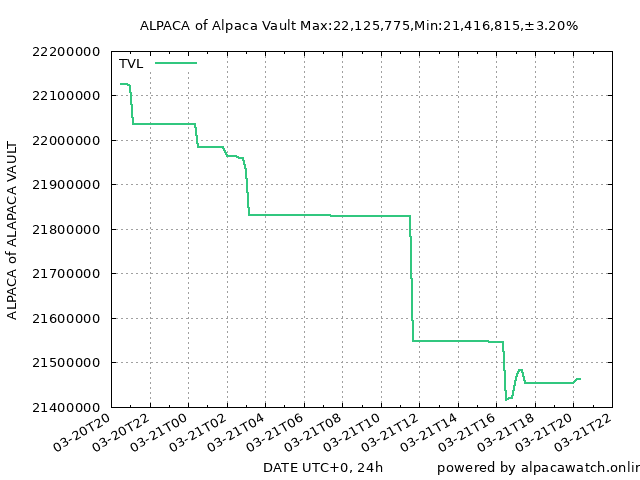 ALPACA of Alpaca Vault Max:22,125,775,Min:21,416,815,±3.20%
22200000
22100000
22000000
21900000
21800000
21700000
21600000
21500000
21400000
TVL
ALPACA of ALAPACA VAULT
03-20T20
03-20T22
03-21T00
03-21T02
03-21T04
03-21T06
03-21T08
03-21T10
03-21T12
03-21T14
03-21T16
03-21T18
03-21T20
03-21T22
DATE UTC+0, 24h
powered by alpacawatch.onlin